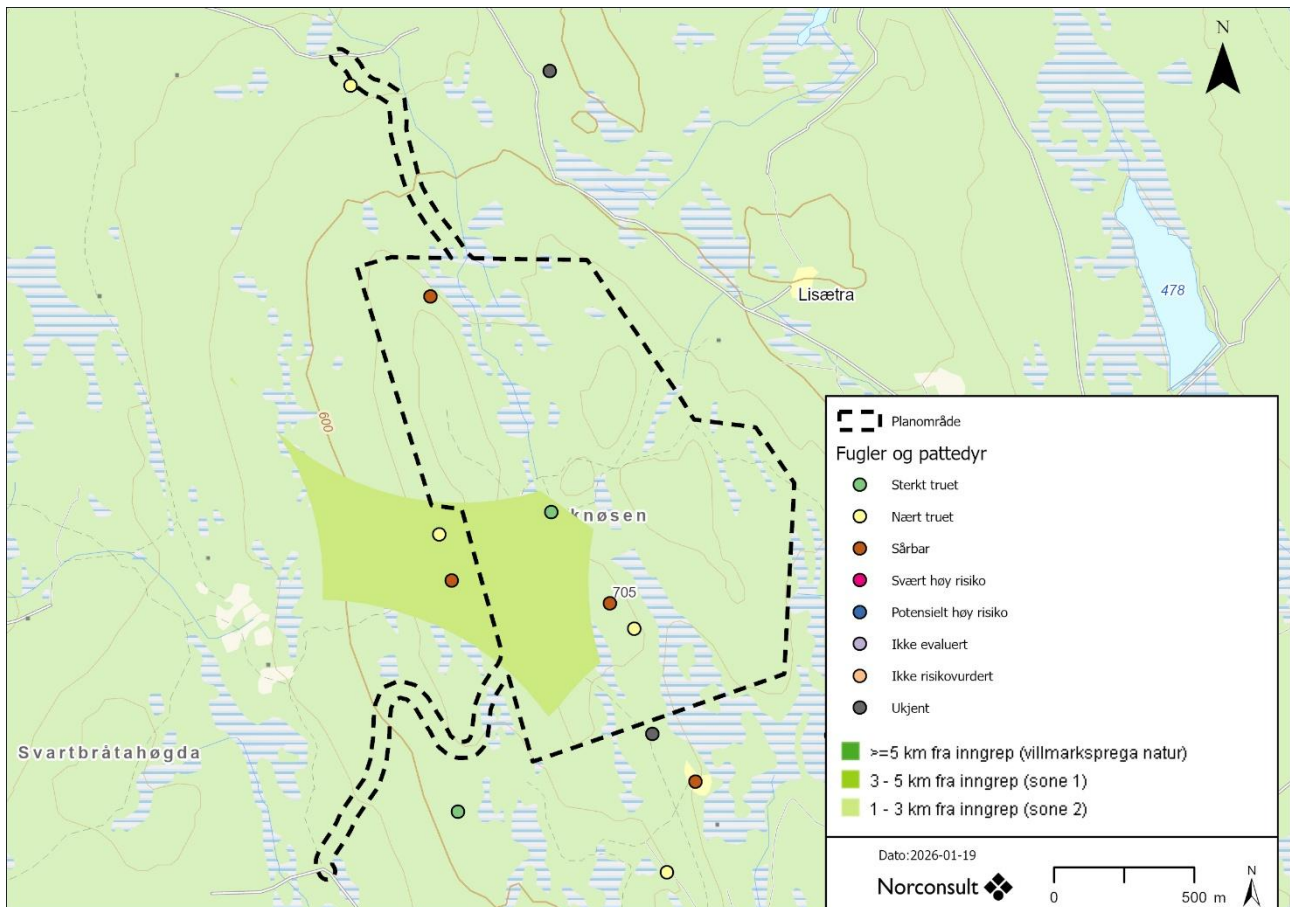 N
Lisætra
478
600
knøsen
705
Svartbråtahøgda
Planområde
Fugler og pattedyr
Sterkt truet
Nært truet
Sårbar
Svært høy risiko
Potensielt høy risiko
Ikke evaluert
Ikke risikovurdert
Ukjent
>=5 km fra inngrep (villmarksprega natur)
3 - 5 km fra inngrep (sone 1)
1 - 3 km fra inngrep (sone 2)
Dato:2026-01-19
Norconsult
0 500 m
N